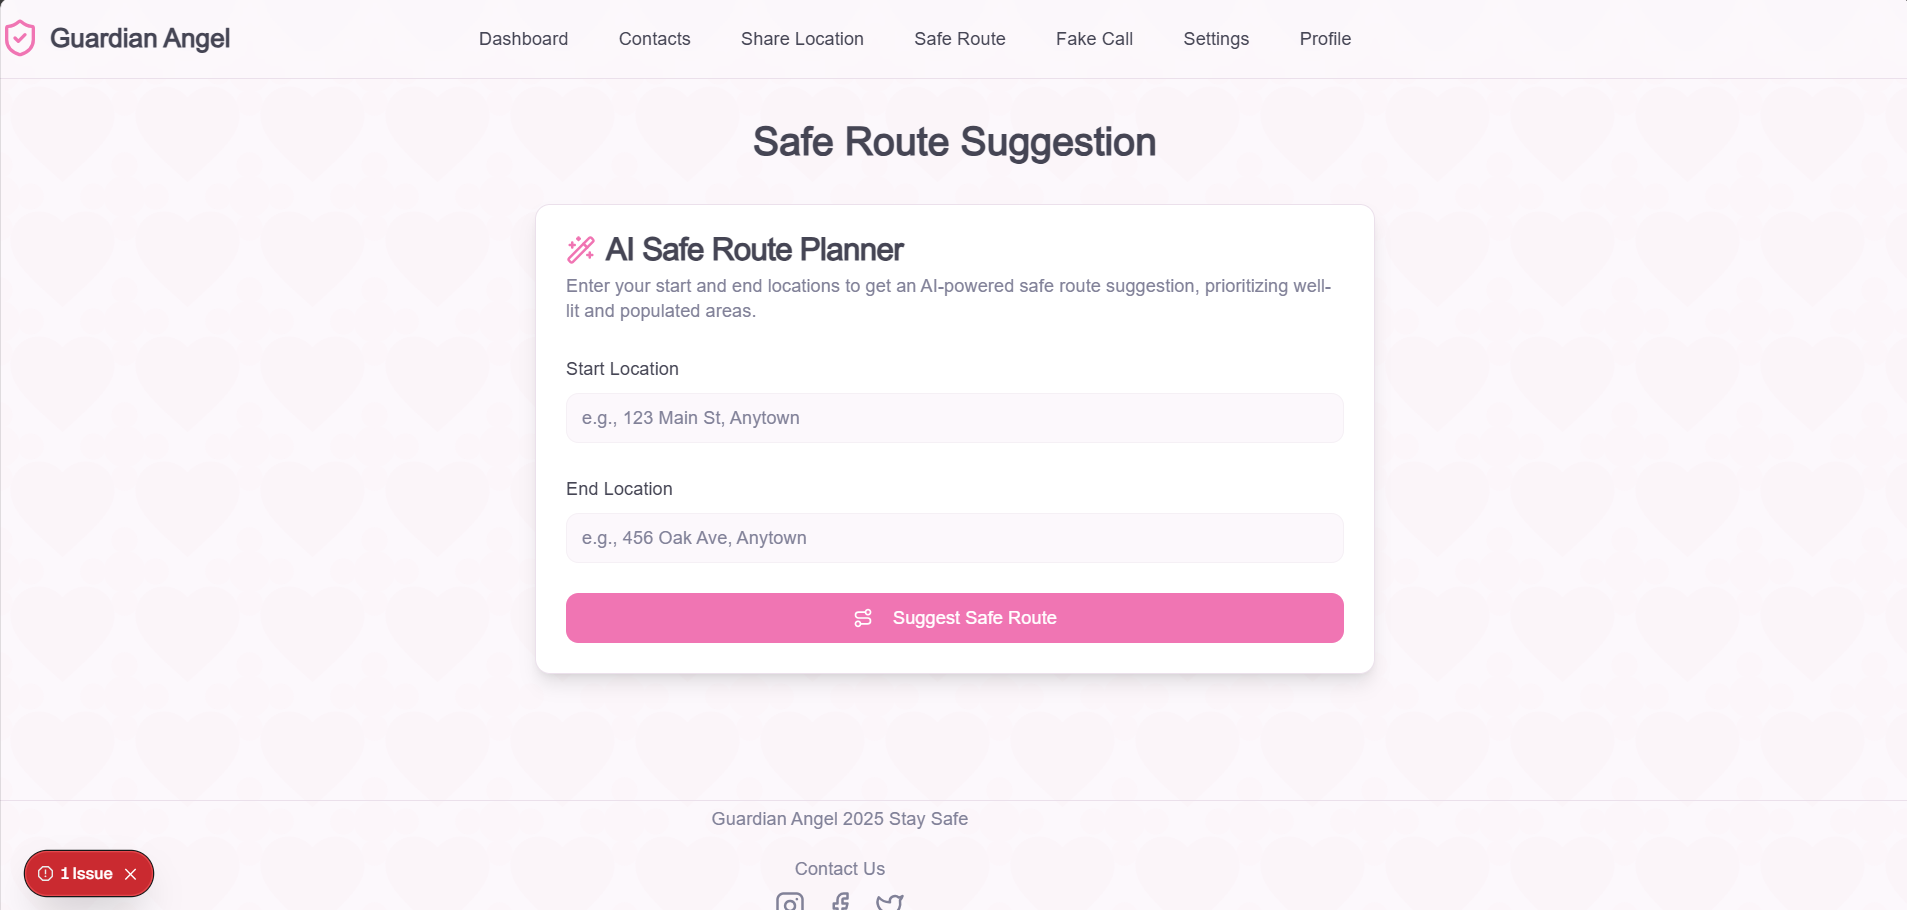 Guardian Angel
Dashboard
Contacts
Share Location
Safe Route
Fake Call
Settings
Profile
Safe Route Suggestion
AI Safe Route Planner
Enter your start and end locations to get an AI-powered safe route suggestion, prioritizing well-
lit and populated areas.
Start Location
e.g., 123 Main St, Anytown
End Location
e.g., 456 Oak Ave, Anytown
Suggest Safe Route
Guardian Angel 2025 Stay Safe
Contact Us
1 Issue